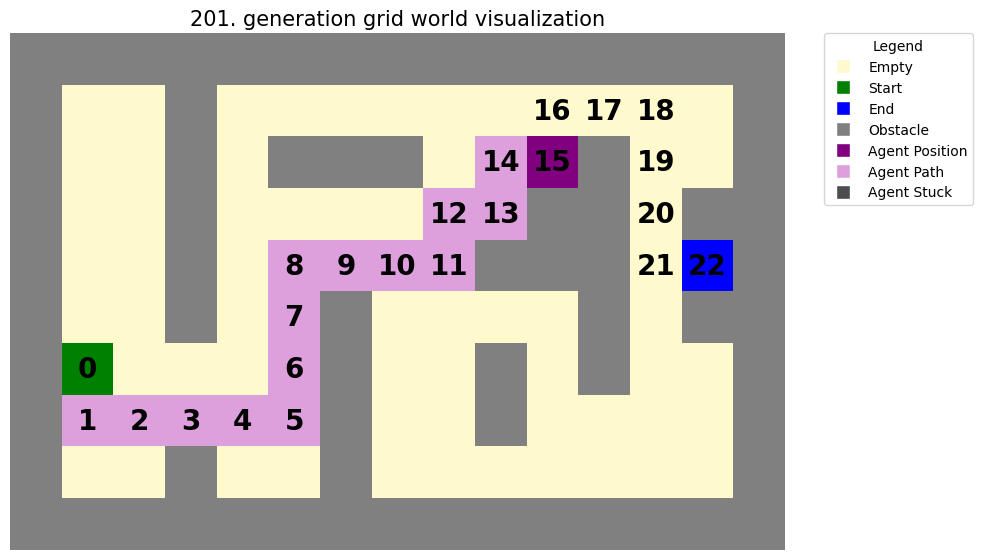 201. generation grid world visualization
16 17 18
14 15 19
12 13 20
8 9 10 11 21 22
7
0 6
1 2 3 4 5
Legend
Empty
Start
End
Obstacle
Agent Position
Agent Path
Agent Stuck